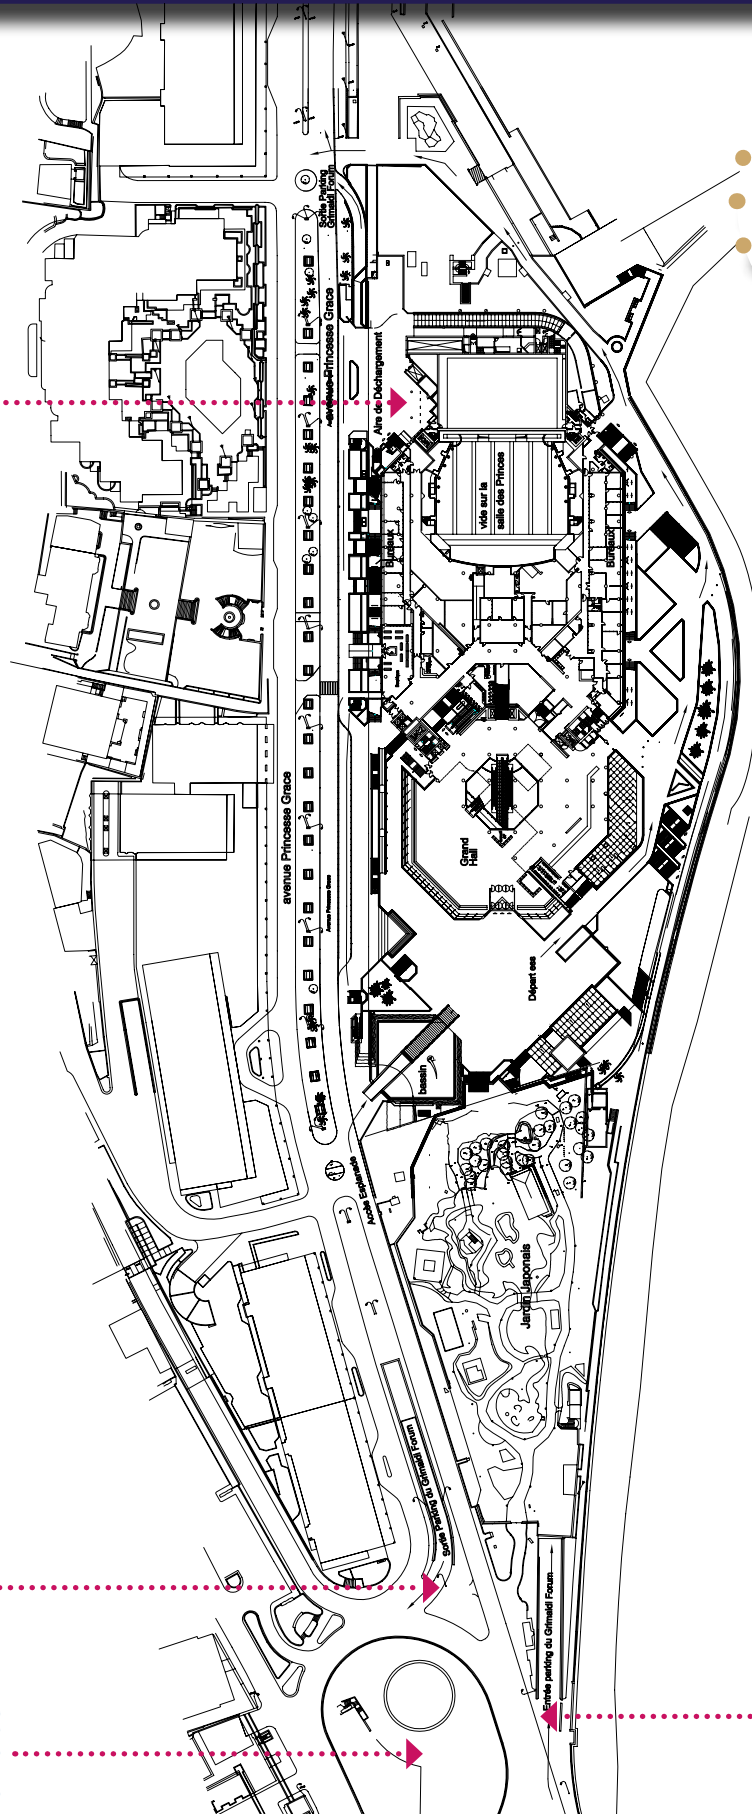 Sortie Parking
Grimaldi Forum
avenue Princesse Grace
Aire de Déchargement
vide sur la
salle des Princes
Bureaux
Bureaux
avenue Princesse Grace
Avenue Princesse Grace
Grand
Hall
Départ ess
bassin
Accès Esplanade
Jardin Japonais
Sortie Parking du Grimaldi Forum
Entrée parking du Grimaldi Forum